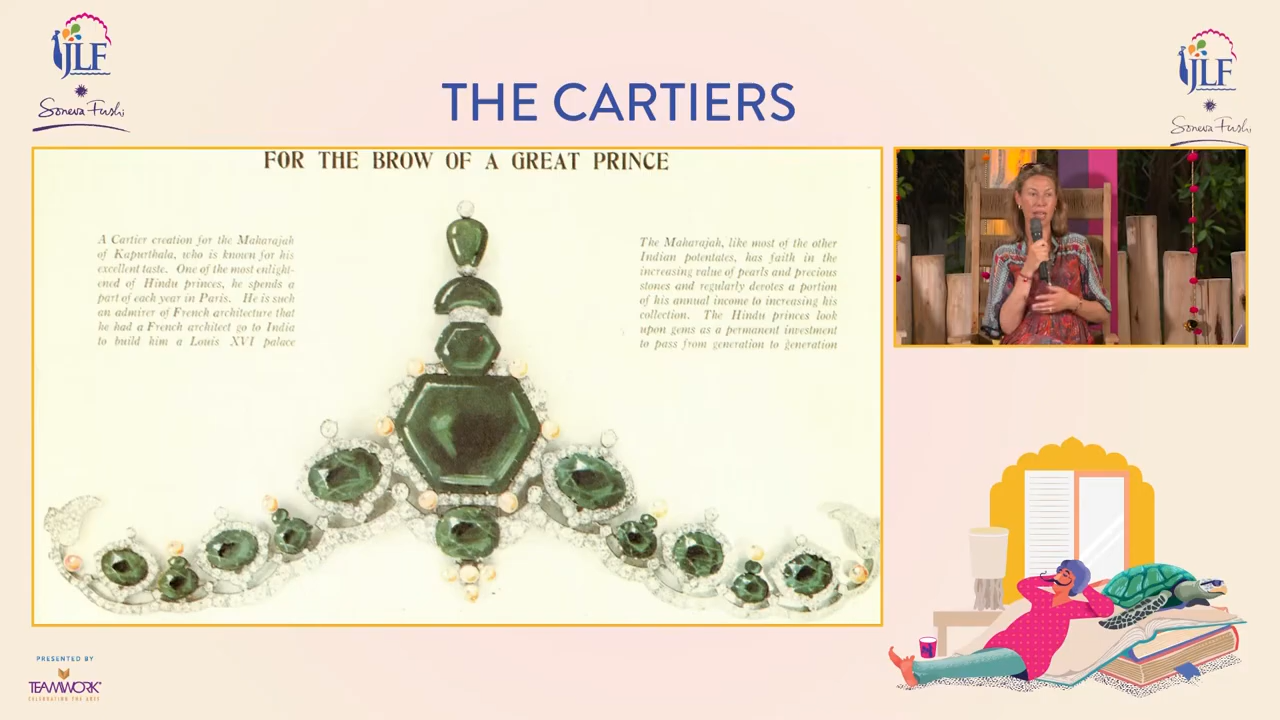 JLF
Soneva Fushi
THE CARTIERS
JLF
Soneva Fushi
FOR THE BROW OF A GREAT PRINCE
A Cartier creation for the Maharajah
of Kapurthala, who is known for his
excellent taste. One of the most enlight-
ened of Hindu princes, he spends a
part of each year in Paris. He is such
an admirer of French architecture that
he had a French architect go to India
to build him a Louis XVI palace
The Maharajah, like most of the other
Indian potentates, has faith in the
increasing value of pearls and precious
stones and regularly devotes a portion
of his annual income to increasing his
collection. The Hindu princes look
upon gems as a permanent investment
to pass from generation to generation
PRESENTED BY
TEAMWORK
CELEBRATING THE ARTS